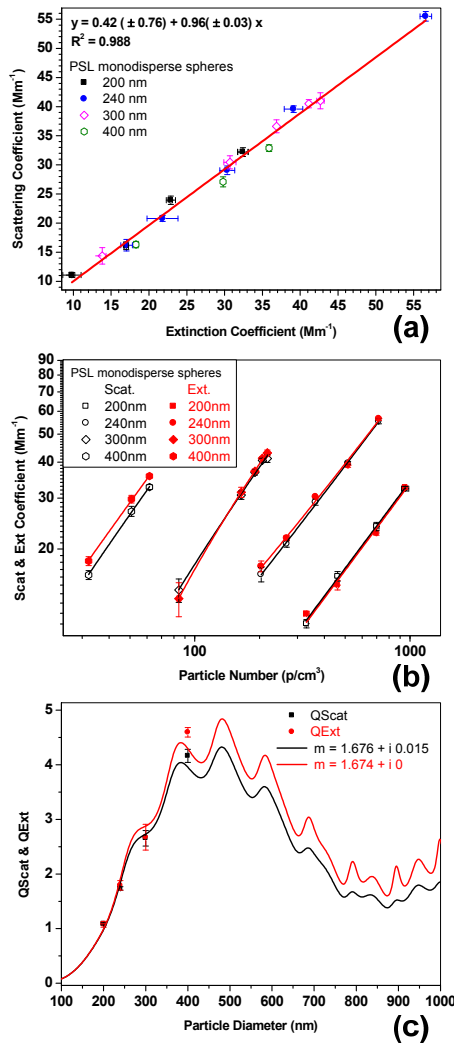 y = 0.42 ( ± 0.76) + 0.96( ± 0.03) x
R² = 0.988
PSL monodisperse spheres
200 nm
240 nm
300 nm
400 nm
55
50
45
40
35
30
25
20
15
10
Scattering Coefficient (Mm⁻¹)
10 15 20 25 30 35 40 45 50 55
Extinction Coefficient (Mm⁻¹)
(a)
PSL monodisperse spheres
Scat. Ext.
200nm 200nm
240nm 240nm
300nm 300nm
400nm 400nm
90
80
70
60
50
40
30
20
Scat & Ext Coefficient (Mm⁻¹)
100 1000
Particle Number (p/cm³)
(b)
QScat
QExt
m = 1.676 + i 0.015
m = 1.674 + i 0
5
4
3
2
1
0
QScat & QExt
100 200 300 400 500 600 700 800 900 1000
Particle Diameter (nm)
(c)